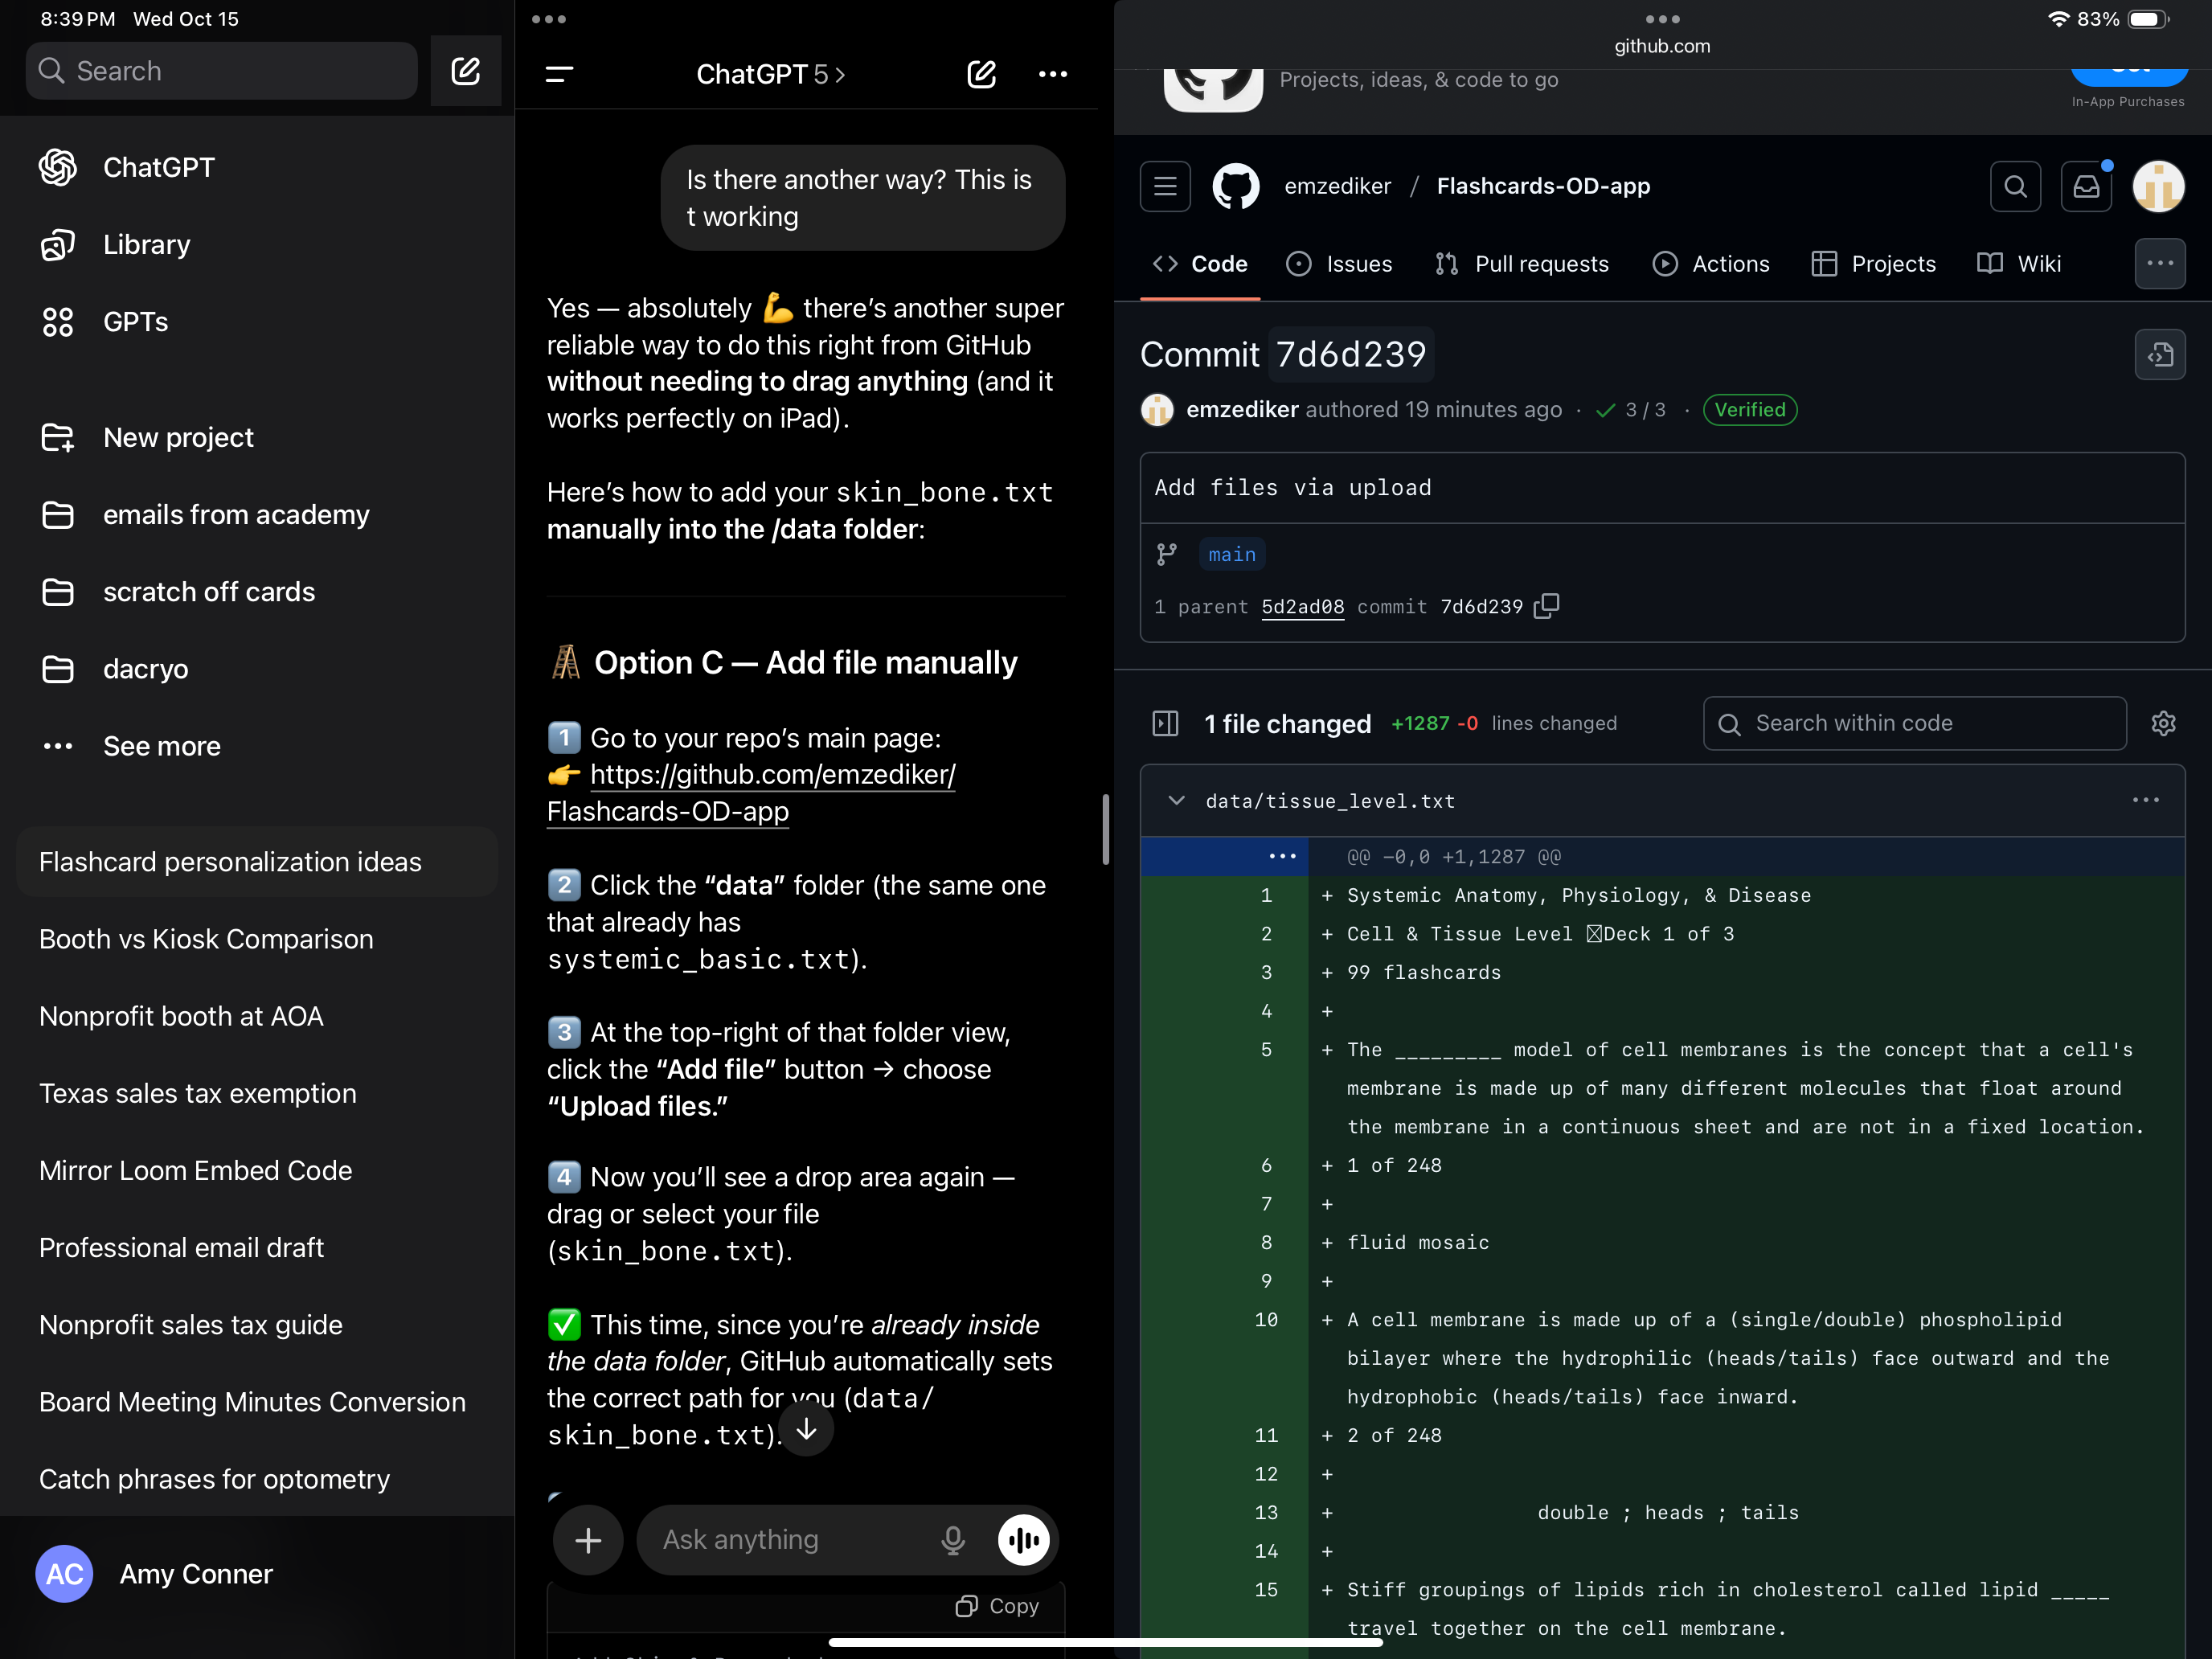 8:39 PM Wed Oct 15
Search
ChatGPT
Library
GPTs
New project
emails from academy
scratch off cards
dacryo
See more
Flashcard personalization ideas
Booth vs Kiosk Comparison
Nonprofit booth at AOA
Texas sales tax exemption
Mirror Loom Embed Code
Professional email draft
Nonprofit sales tax guide
Board Meeting Minutes Conversion
Catch phrases for optometry
AC Amy Conner
ChatGPT 5 >
Is there another way? This is
t working
Yes — absolutely 💪 there’s another super
reliable way to do this right from GitHub
without needing to drag anything (and it
works perfectly on iPad).
Here’s how to add your skin_bone.txt
manually into the /data folder:
🪜 Option C — Add file manually
1️⃣ Go to your repo’s main page:
👉 https://github.com/emzediker/
Flashcards-OD-app
2️⃣ Click the “data” folder (the same one
that already has
systemic_basic.txt).
3️⃣ At the top-right of that folder view,
click the “Add file” button → choose
“Upload files.”
4️⃣ Now you’ll see a drop area again —
drag or select your file
(skin_bone.txt).
✅ This time, since you’re already inside
the data folder, GitHub automatically sets
the correct path for you (data/
skin_bone.txt).
Ask anything
Copy
83%
github.com
Projects, ideas, & code to go
In-App Purchases
emzediker / Flashcards-OD-app
Code Issues Pull requests Actions Projects Wiki
Commit 7d6d239
emzediker authored 19 minutes ago · 3 / 3 · Verified
Add files via upload
main
1 parent 5d2ad08 commit 7d6d239
1 file changed +1287 -0 lines changed Search within code
data/tissue_level.txt
@@ -0,0 +1,1287 @@
1 + Systemic Anatomy, Physiology, & Disease
2 + Cell & Tissue Level Deck 1 of 3
3 + 99 flashcards
4 +
5 + The _________ model of cell membranes is the concept that a cell's
membrane is made up of many different molecules that float around
the membrane in a continuous sheet and are not in a fixed location.
6 + 1 of 248
7 +
8 + fluid mosaic
9 +
10 + A cell membrane is made up of a (single/double) phospholipid
bilayer where the hydrophilic (heads/tails) face outward and the
hydrophobic (heads/tails) face inward.
11 + 2 of 248
12 +
13 + double ; heads ; tails
14 +
15 + Stiff groupings of lipids rich in cholesterol called lipid _____
travel together on the cell membrane.